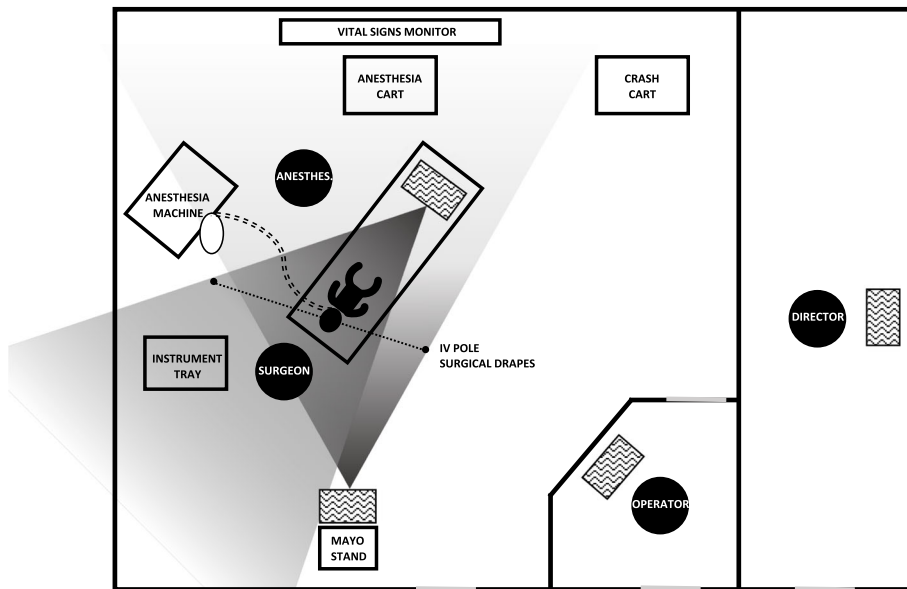 VITAL SIGNS MONITOR
ANESTHESIA
CART
CRASH
CART
ANESTHES.
ANESTHESIA
MACHINE
DIRECTOR
IV POLE
SURGICAL DRAPES
INSTRUMENT
TRAY
SURGEON
OPERATOR
MAYO
STAND